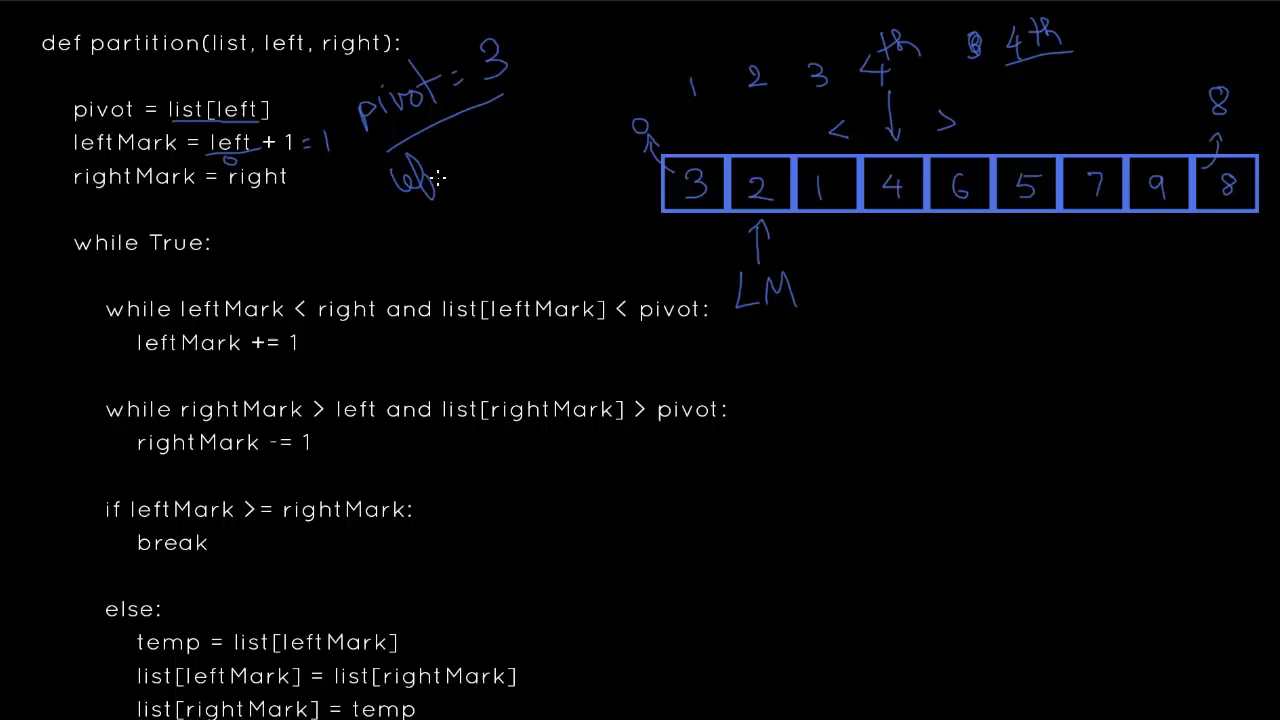 def partition(list, left, right):
pivot = list[left]
leftMark = left + 1 = 1
0
rightMark = right
pivot = 3
lef
while True:
while leftMark < right and list[leftMark] < pivot:
leftMark += 1
while rightMark > left and list[rightMark] > pivot:
rightMark -= 1
if leftMark >= rightMark:
break
else:
temp = list[leftMark]
list[leftMark] = list[rightMark]
list[rightMark] = temp
4th
1 2 3 4th
8
0 < >
3 2 1 4 6 5 7 9 8
LM